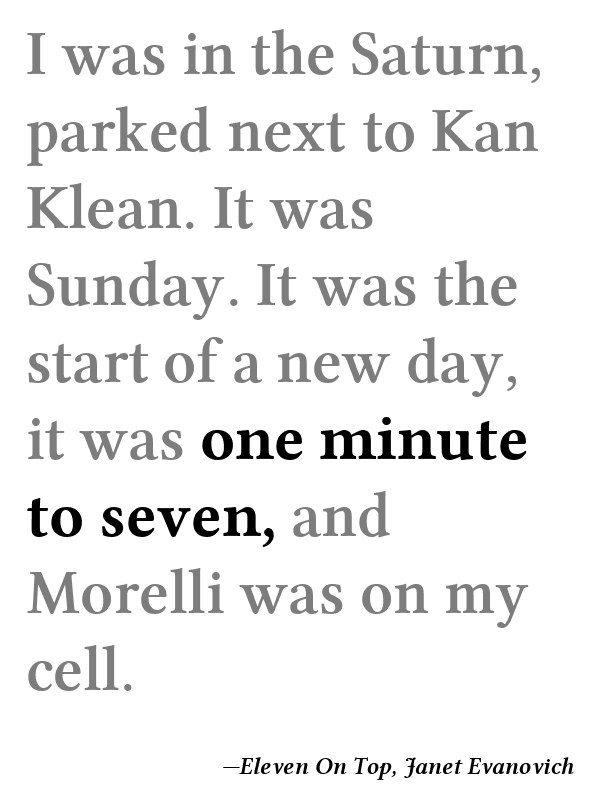 I was in the Saturn,
parked next to Kan
Klean. It was
Sunday. It was the
start of a new day,
it was one minute
to seven, and
Morelli was on my
cell.
—Eleven On Top, Janet Evanovich